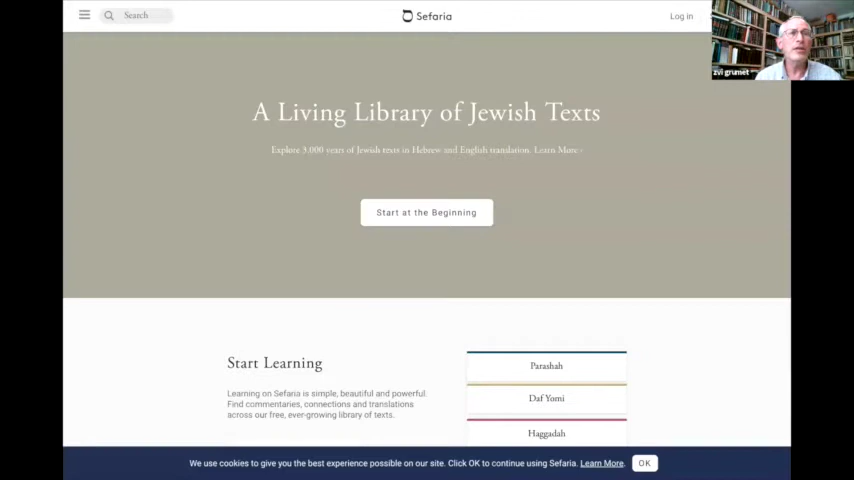 Search
Sefaria
Log in
zvi grumet
A Living Library of Jewish Texts
Explore 3,000 years of Jewish texts in Hebrew and English translation. Learn More ›
Start at the Beginning
Start Learning
Learning on Sefaria is simple, beautiful and powerful.
Find commentaries, connections and translations
across our free, ever-growing library of texts.
Parashah
Daf Yomi
Haggadah
We use cookies to give you the best experience possible on our site. Click OK to continue using Sefaria. Learn More.
OK